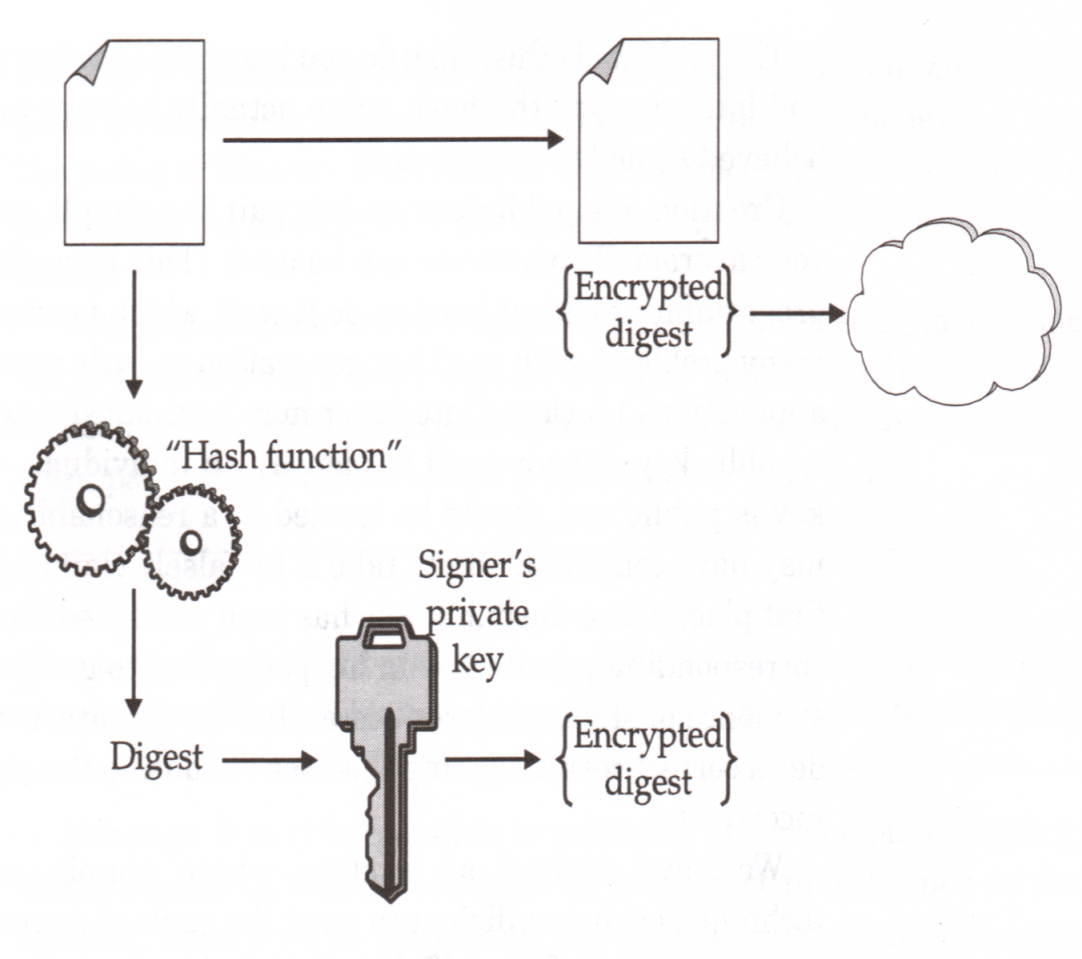 Encrypted
digest
“Hash function”
Signer’s
private
key
Digest
Encrypted
digest